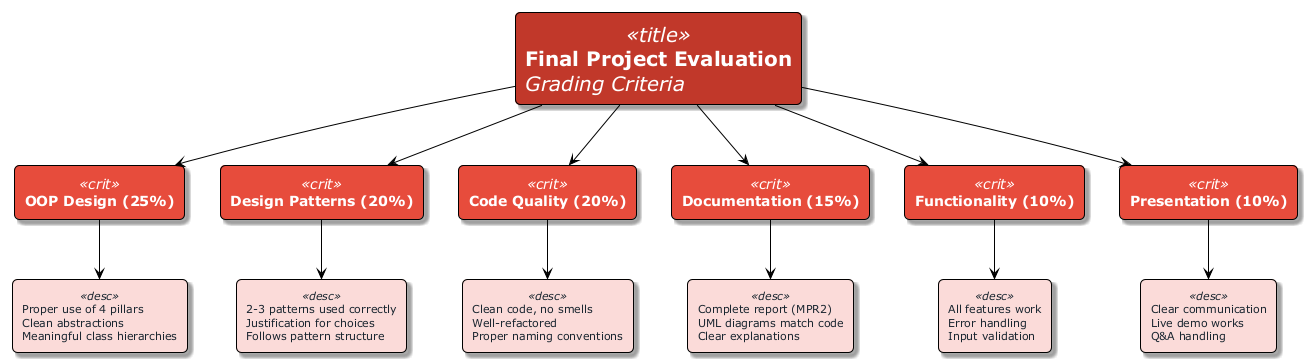 «title»
Final Project Evaluation
Grading Criteria
«crit»
OOP Design (25%)
«crit»
Design Patterns (20%)
«crit»
Code Quality (20%)
«crit»
Documentation (15%)
«crit»
Functionality (10%)
«crit»
Presentation (10%)
«desc»
Proper use of 4 pillars
Clean abstractions
Meaningful class hierarchies
«desc»
2-3 patterns used correctly
Justification for choices
Follows pattern structure
«desc»
Clean code, no smells
Well-refactored
Proper naming conventions
«desc»
Complete report (MPR2)
UML diagrams match code
Clear explanations
«desc»
All features work
Error handling
Input validation
«desc»
Clear communication
Live demo works
Q&A handling